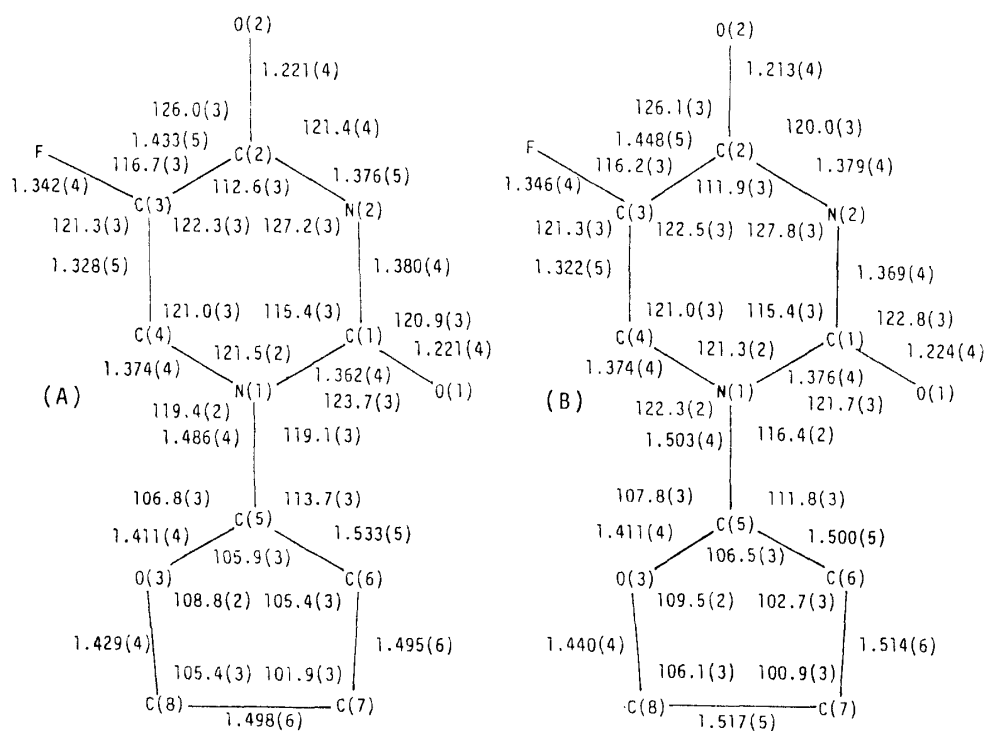 O(2) O(2)
1.221(4) 1.213(4)
126.0(3) 126.1(3)
121.4(4) 120.0(3)
1.433(5) 1.448(5)
F C(2) F C(2)
116.7(3) 116.2(3)
1.376(5) 1.379(4)
1.342(4) 112.6(3) 1.346(4) 111.9(3)
C(3) N(2) C(3) N(2)
121.3(3) 122.3(3) 127.2(3) 121.3(3) 122.5(3) 127.8(3)
1.328(5) 1.380(4) 1.322(5) 1.369(4)
121.0(3) 115.4(3) 121.0(3) 115.4(3)
C(4) C(1) 120.9(3) C(4) C(1) 122.8(3)
121.5(2) 1.221(4) 121.3(2) 1.224(4)
1.374(4) 1.362(4) 1.374(4) 1.376(4)
(A) N(1) O(1) (B) N(1) O(1)
119.4(2) 123.7(3) 122.3(2) 121.7(3)
1.486(4) 119.1(3) 1.503(4) 116.4(2)
106.8(3) 113.7(3) 107.8(3) 111.8(3)
C(5) C(5)
1.411(4) 1.533(5) 1.411(4) 1.500(5)
105.9(3) 106.5(3)
O(3) C(6) O(3) C(6)
108.8(2) 105.4(3) 109.5(2) 102.7(3)
1.429(4) 1.495(6) 1.440(4) 1.514(6)
105.4(3) 101.9(3) 106.1(3) 100.9(3)
C(8) C(7) C(8) C(7)
1.498(6) 1.517(5)